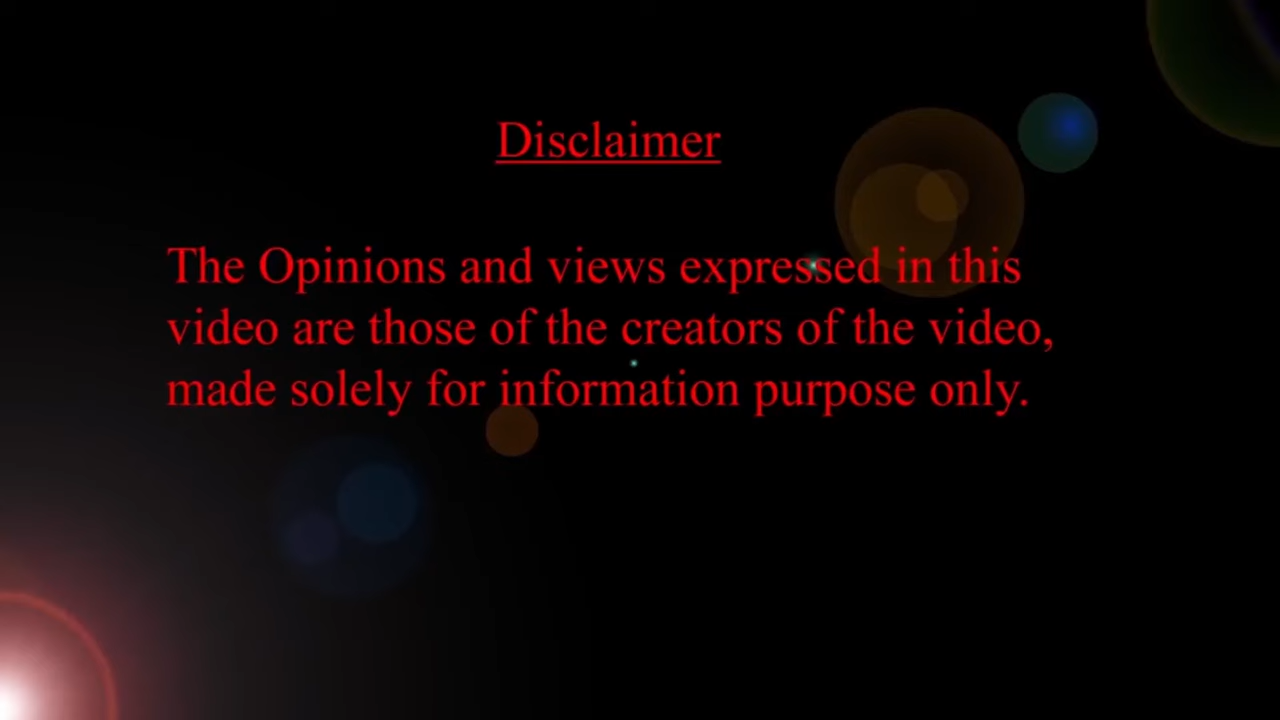 Disclaimer
The Opinions and views expressed in this
video are those of the creators of the video,
made solely for information purpose only.